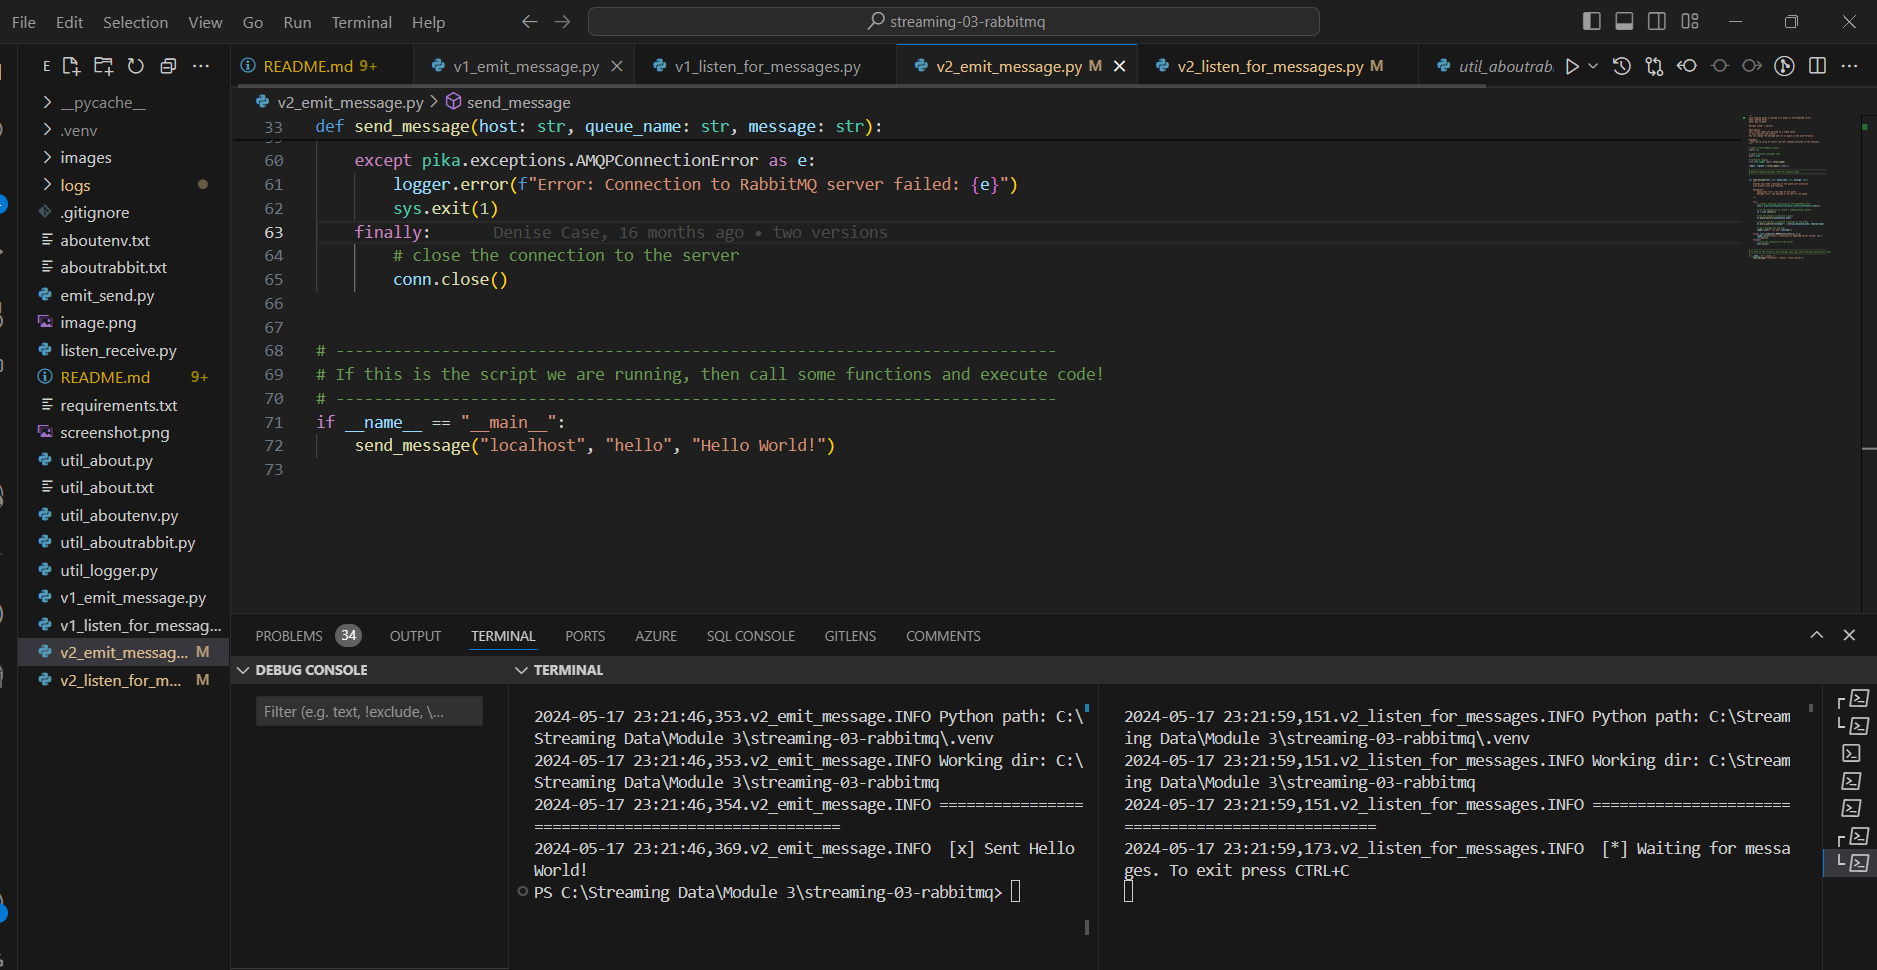 File Edit Selection View Go Run Terminal Help
streaming-03-rabbitmq
E
README.md 9+
v1_emit_message.py
v1_listen_for_messages.py
v2_emit_message.py M
v2_listen_for_messages.py M
util_aboutrab
__pycache__
.venv
images
logs
.gitignore
aboutenv.txt
aboutrabbit.txt
emit_send.py
image.png
listen_receive.py
README.md 9+
requirements.txt
screenshot.png
util_about.py
util_about.txt
util_aboutenv.py
util_aboutrabbit.py
util_logger.py
v1_emit_message.py
v1_listen_for_messag...
v2_emit_messag... M
v2_listen_for_m... M
v2_emit_message.py > send_message
33 def send_message(host: str, queue_name: str, message: str):
60 except pika.exceptions.AMQPConnectionError as e:
61 logger.error(f"Error: Connection to RabbitMQ server failed: {e}")
62 sys.exit(1)
63 finally: Denise Case, 16 months ago • two versions
64 # close the connection to the server
65 conn.close()
66
67
68 # ---------------------------------------------------------------------------
69 # If this is the script we are running, then call some functions and execute code!
70 # ---------------------------------------------------------------------------
71 if __name__ == "__main__":
72 send_message("localhost", "hello", "Hello World!")
73
PROBLEMS 34 OUTPUT TERMINAL PORTS AZURE SQL CONSOLE GITLENS COMMENTS
DEBUG CONSOLE
Filter (e.g. text, !exclude, \...
TERMINAL
2024-05-17 23:21:46,353.v2_emit_message.INFO Python path: C:\
Streaming Data\Module 3\streaming-03-rabbitmq\.venv
2024-05-17 23:21:46,353.v2_emit_message.INFO Working dir: C:\
Streaming Data\Module 3\streaming-03-rabbitmq
2024-05-17 23:21:46,354.v2_emit_message.INFO ================
==================================
2024-05-17 23:21:46,369.v2_emit_message.INFO [x] Sent Hello
World!
PS C:\Streaming Data\Module 3\streaming-03-rabbitmq>
2024-05-17 23:21:59,151.v2_listen_for_messages.INFO Python path: C:\Stream
ing Data\Module 3\streaming-03-rabbitmq\.venv
2024-05-17 23:21:59,151.v2_listen_for_messages.INFO Working dir: C:\Stream
ing Data\Module 3\streaming-03-rabbitmq
2024-05-17 23:21:59,151.v2_listen_for_messages.INFO ======================
============================
2024-05-17 23:21:59,173.v2_listen_for_messages.INFO [*] Waiting for messa
ges. To exit press CTRL+C